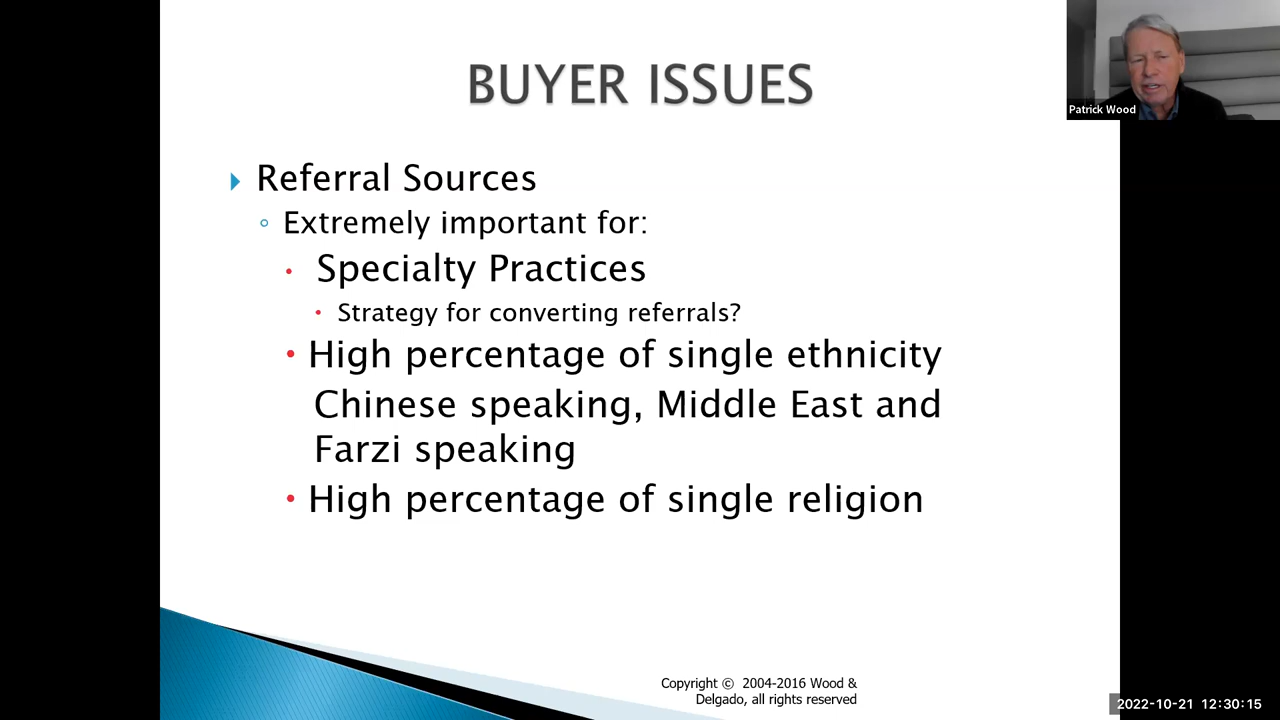 BUYER ISSUES
Patrick Wood
Referral Sources
Extremely important for:
Specialty Practices
Strategy for converting referrals?
High percentage of single ethnicity
Chinese speaking, Middle East and
Farzi speaking
High percentage of single religion
Copyright © 2004-2016 Wood &
Delgado, all rights reserved
2022-10-21 12:30:15